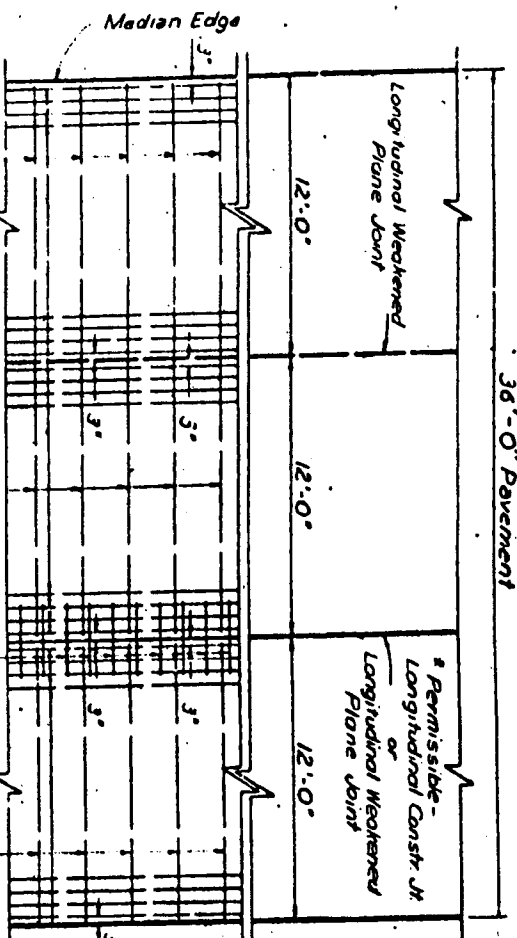 Median Edge
3"
Longitudinal Weakened
Plane Joint
12'-0"
36'-0" Pavement
3"
3"
12'-0"
* Permissible -
Longitudinal Constr. Jt.
or
Longitudinal Weakened
Plane Joint
3"
3"
12'-0"